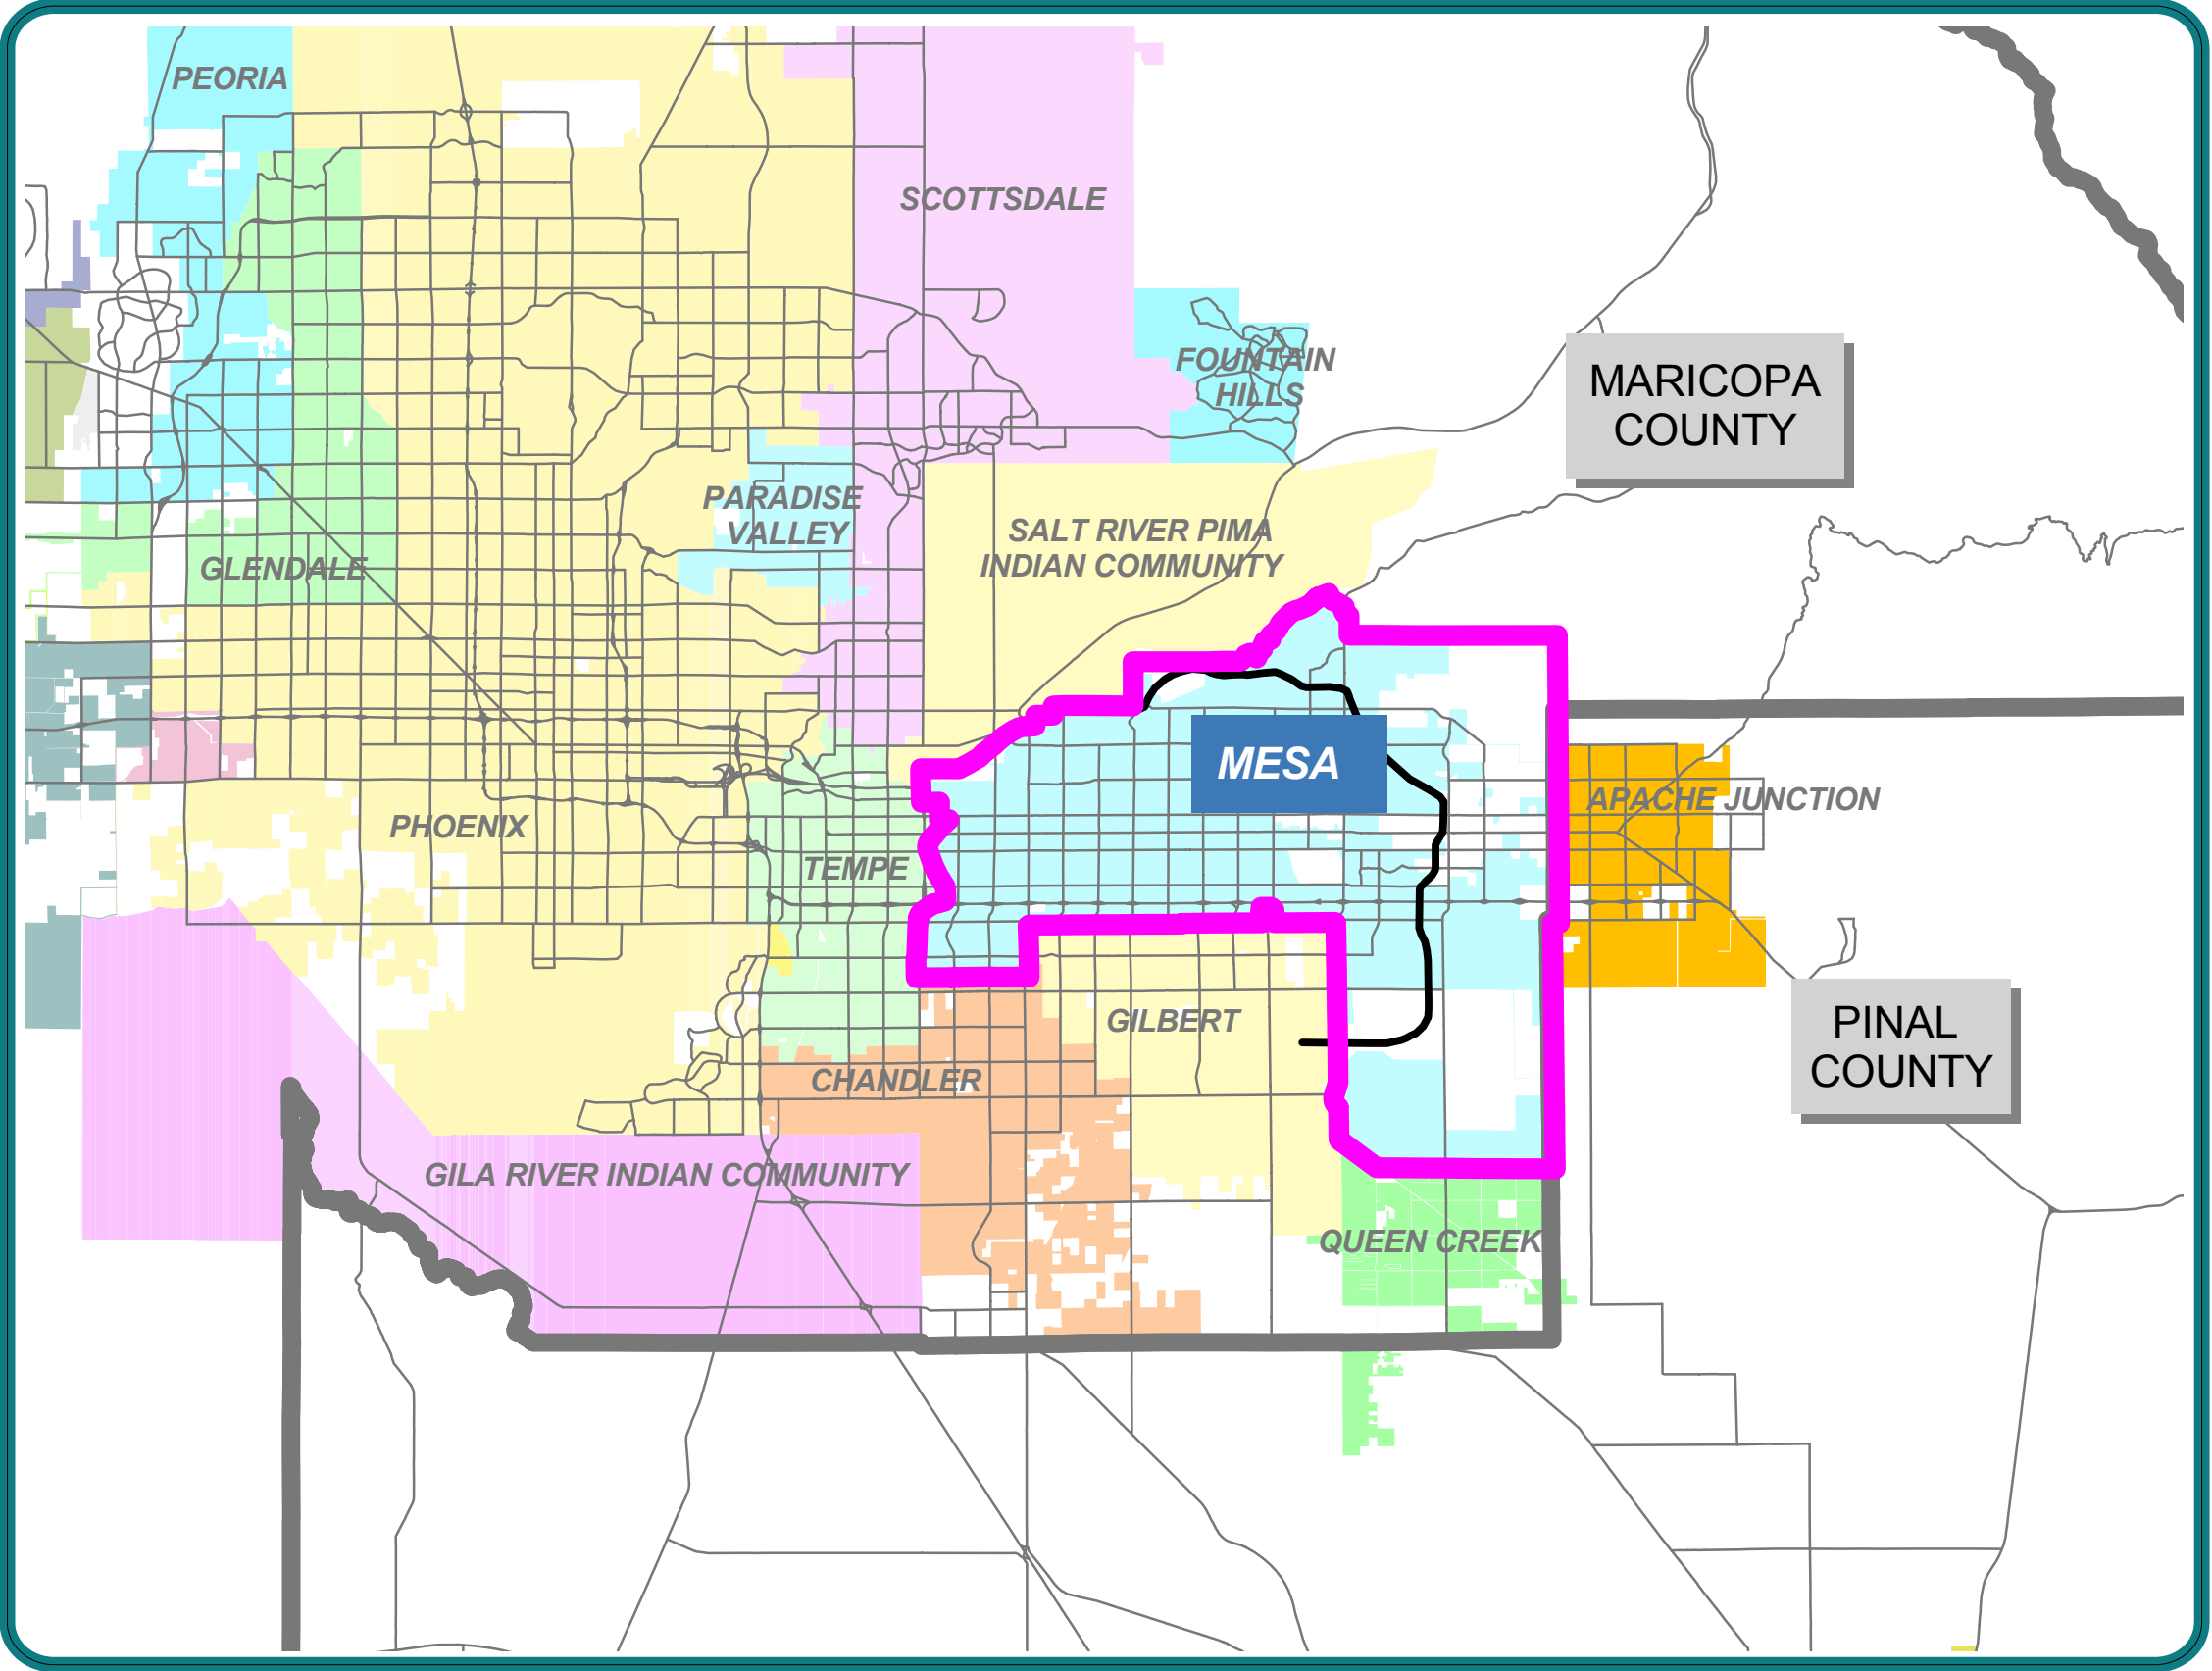 PEORIA
SCOTTSDALE
FOUNTAIN
HILLS
MARICOPA
COUNTY
PARADISE
VALLEY
SALT RIVER PIMA
INDIAN COMMUNITY
GLENDALE
MESA
APACHE JUNCTION
PHOENIX
TEMPE
GILBERT
PINAL
COUNTY
CHANDLER
GILA RIVER INDIAN COMMUNITY
QUEEN CREEK